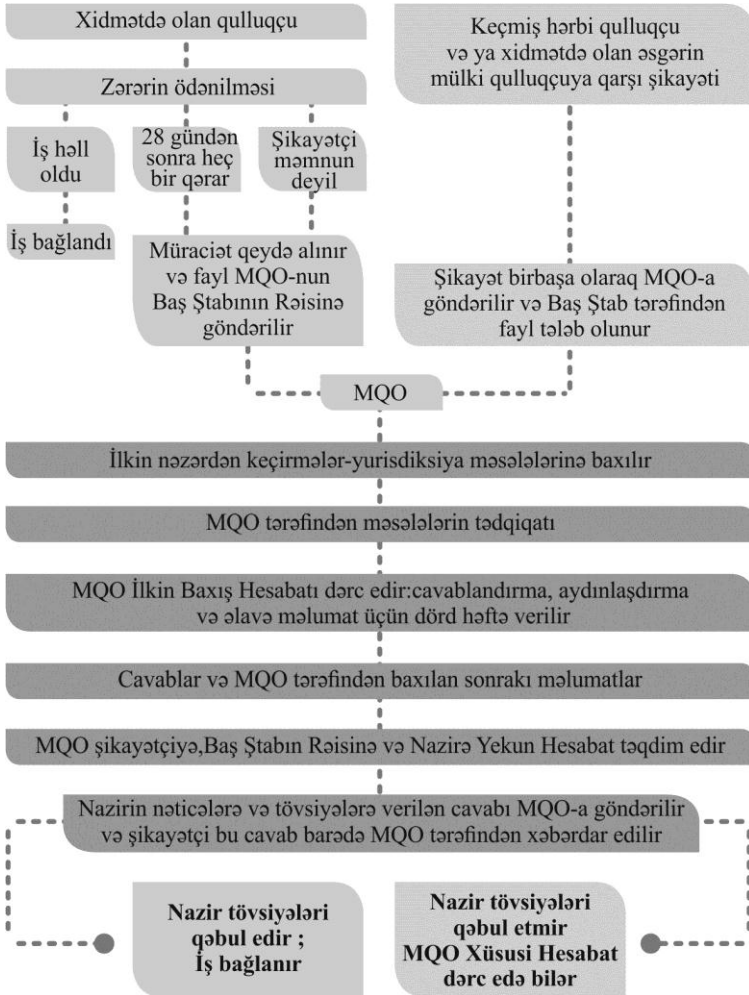 Xidmətdə olan qulluqçu
Zərərin ödənilməsi
İş həll
oldu
28 gündən
sonra heç
bir qərar
Şikayətçi
məmnun
deyil
İş bağlandı
Müraciət qeydə alınır
və fayl MQO-nun
Baş Ştabının Rəisinə
göndərilir
Keçmiş hərbi qulluqçu
və ya xidmətdə olan əsgərin
mülki qulluqçuya qarşı şikayəti
Şikayət birbaşa olaraq MQO-a
göndərilir və Baş Ştab tərəfindən
fayl tələb olunur
MQO
İlkin nəzərdən keçirmələr-yurisdiksiya məsələlərinə baxılır
MQO tərəfindən məsələlərin tədqiqatı
MQO İlkin Baxış Hesabatı dərc edir:cavablandırma, aydınlaşdırma
və əlavə məlumat üçün dörd həftə verilir
Cavablar və MQO tərəfindən baxılan sonrakı məlumatlar
MQO şikayətçiyə,Baş Ştabın Rəisinə və Nazirə Yekun Hesabat təqdim edir
Nazirin nəticələrə və tövsiyələrə verilən cavabı MQO-a göndərilir
və şikayətçi bu cavab barədə MQO tərəfindən xəbərdar edilir
Nazir tövsiyələri
qəbul edir ;
İş bağlanır
Nazir tövsiyələri
qəbul etmir
MQO Xüsusi Hesabat
dərc edə bilər